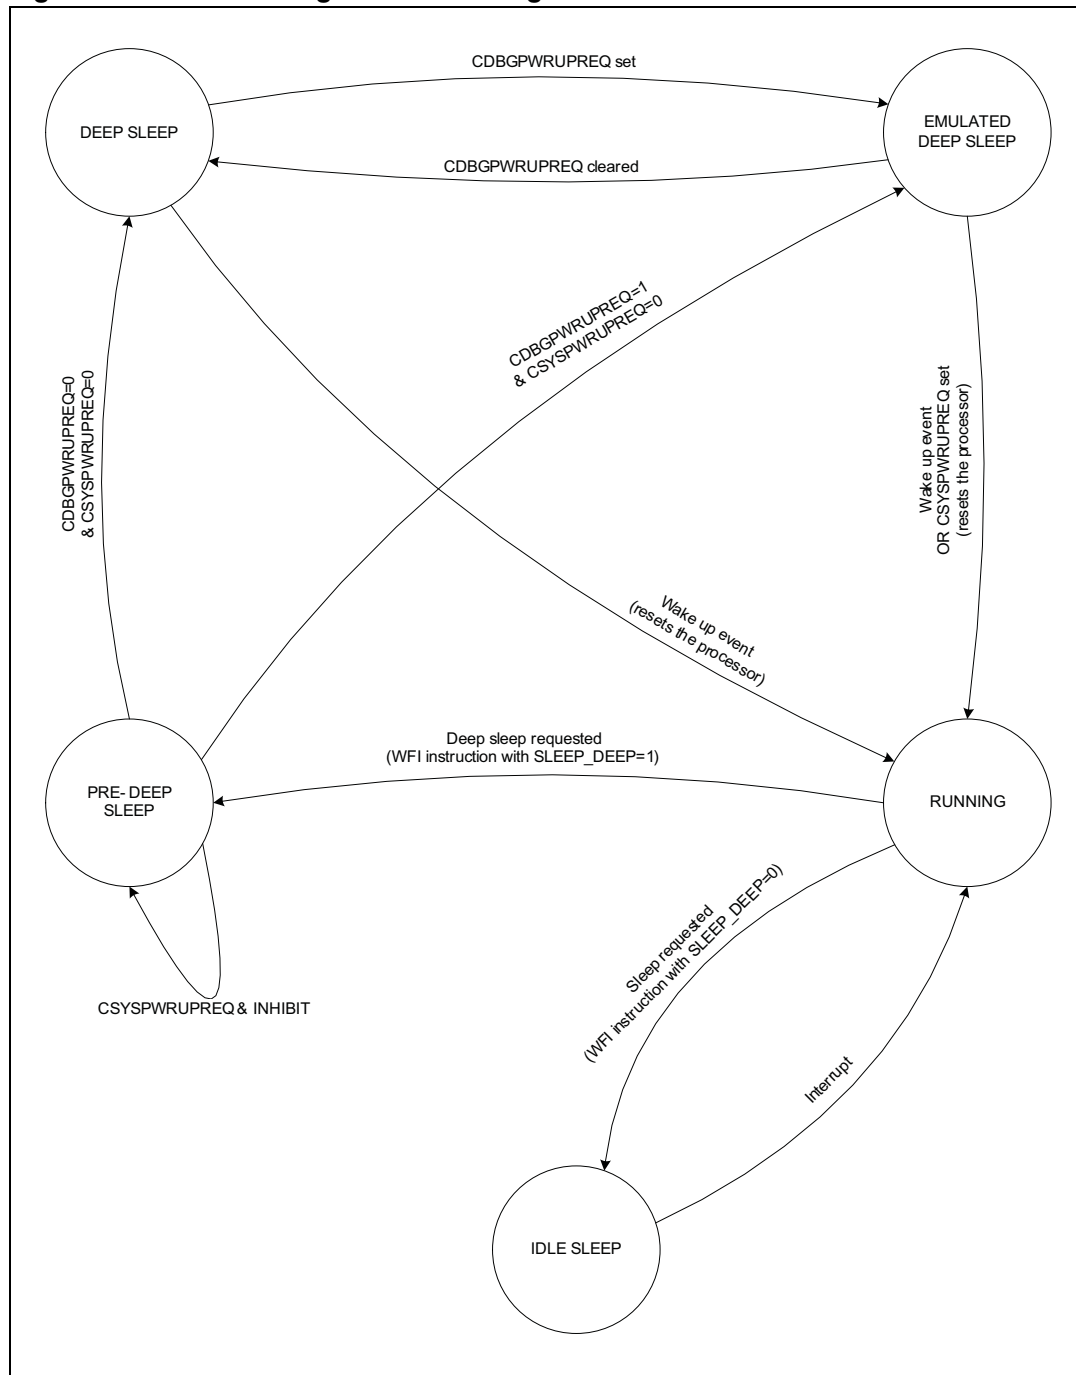 CDBGPWRUPREQ set
DEEP SLEEP
EMULATED
DEEP SLEEP
CDBGPWRUPREQ cleared
CDBGPWRUPREQ=1
& CSYSPWRUPREQ=0
CDBGPWRUPREQ=0
& CSYSPWRUPREQ=0
Wake up event
OR CSYSPWRUPREQ set
(resets the processor)
Wake up event
(resets the processor)
Deep sleep requested
(WFI instruction with SLEEP_DEEP=1)
PRE- DEEP
SLEEP
RUNNING
Sleep requested
(WFI instruction with SLEEP_DEEP=0)
CSYSPWRUPREQ & INHIBIT
Interrupt
IDLE SLEEP